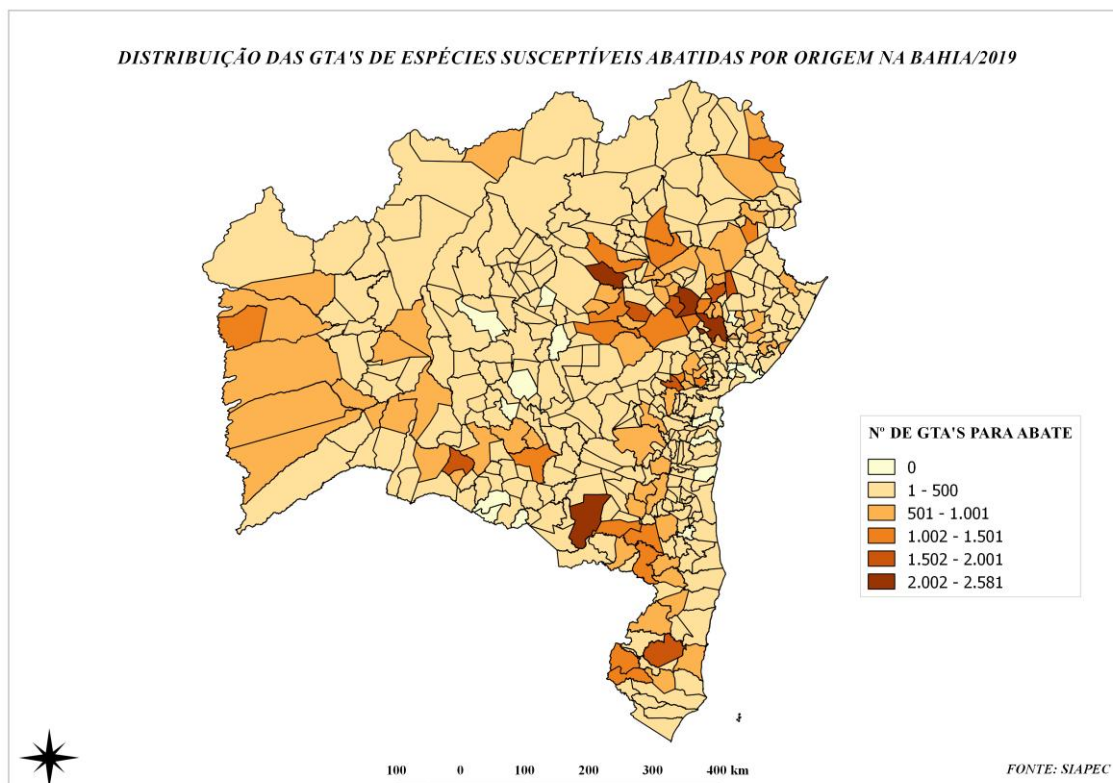 DISTRIBUIÇÃO DAS GTA'S DE ESPÉCIES SUSCEPTÍVEIS ABATIDAS POR ORIGEM NA BAHIA/2019
Nº DE GTA'S PARA ABATE
0
1 - 500
501 - 1.001
1.002 - 1.501
1.502 - 2.001
2.002 - 2.581
100 0 100 200 300 400 km
FONTE: SIAPEC